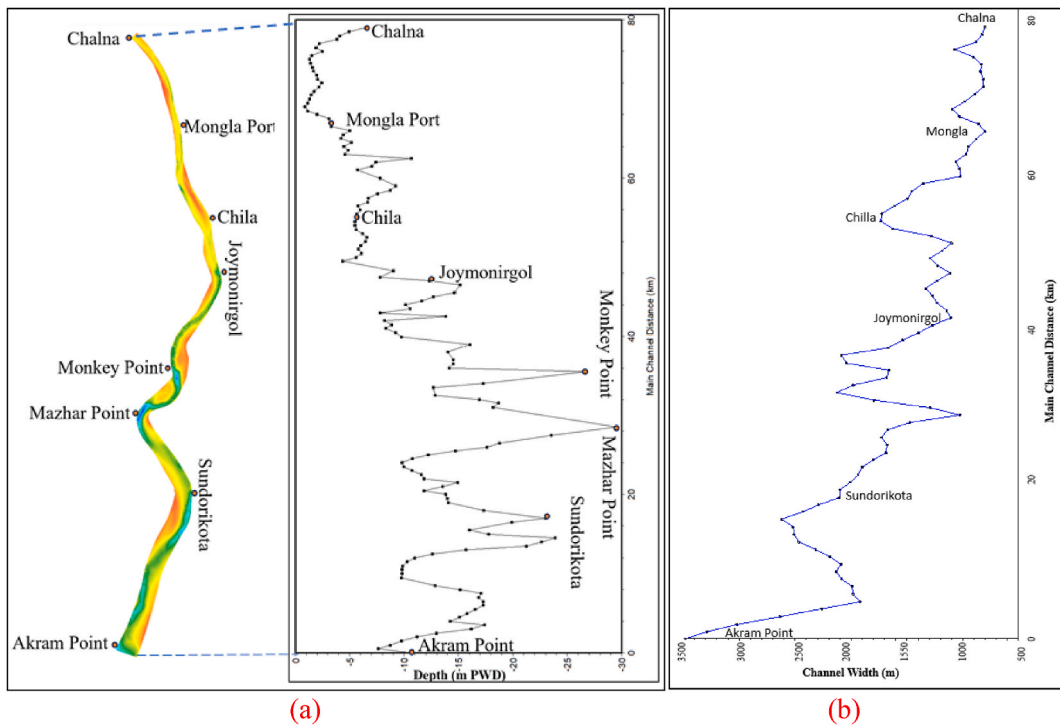 Chalna
Mongla Port
Chila
Joymonirgol
Monkey Point
Mazhar Point
Sundorikota
Akram Point
Chalna
Mongla Port
Chila
Joymonirgol
Monkey Point
Mazhar Point
Sundorikota
Akram Point
80
60
40
20
0
Main Channel Distance (km)
0 -5 -10 -15 -20 -25 -30
Depth (m PWD)
(a)
Chalna
Mongla
Chilla
Joymonirgol
Sundorikota
Akram Point
80
60
40
20
0
Main Channel Distance (km)
3500 3000 2500 2000 1500 1000 500
Channel Width (m)
(b)